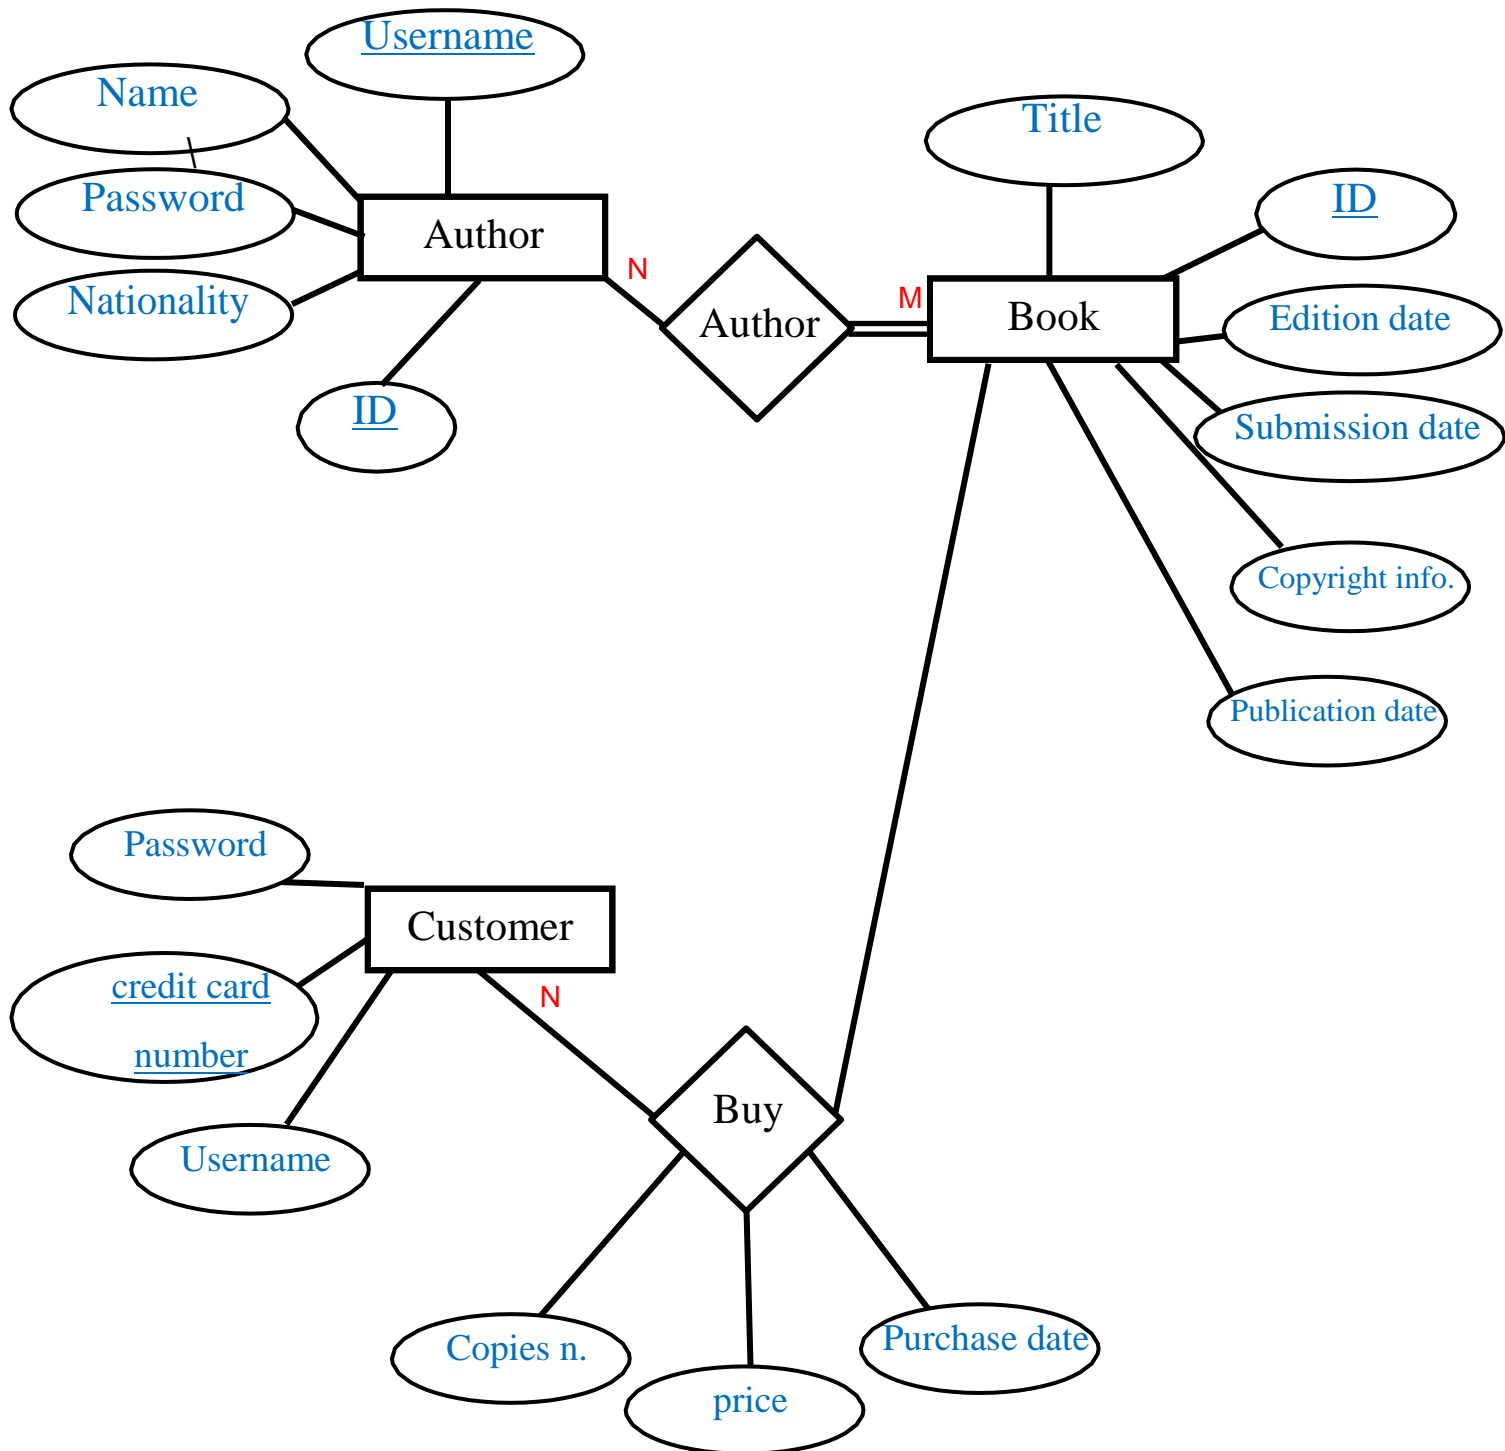 Username
Name
Title
Password
ID
Author
Nationality
N
M
Author
Book
Edition date
ID
Submission date
Copyright info.
Publication date
Password
Customer
credit card
number
N
Buy
Username
Copies n.
price
Purchase date